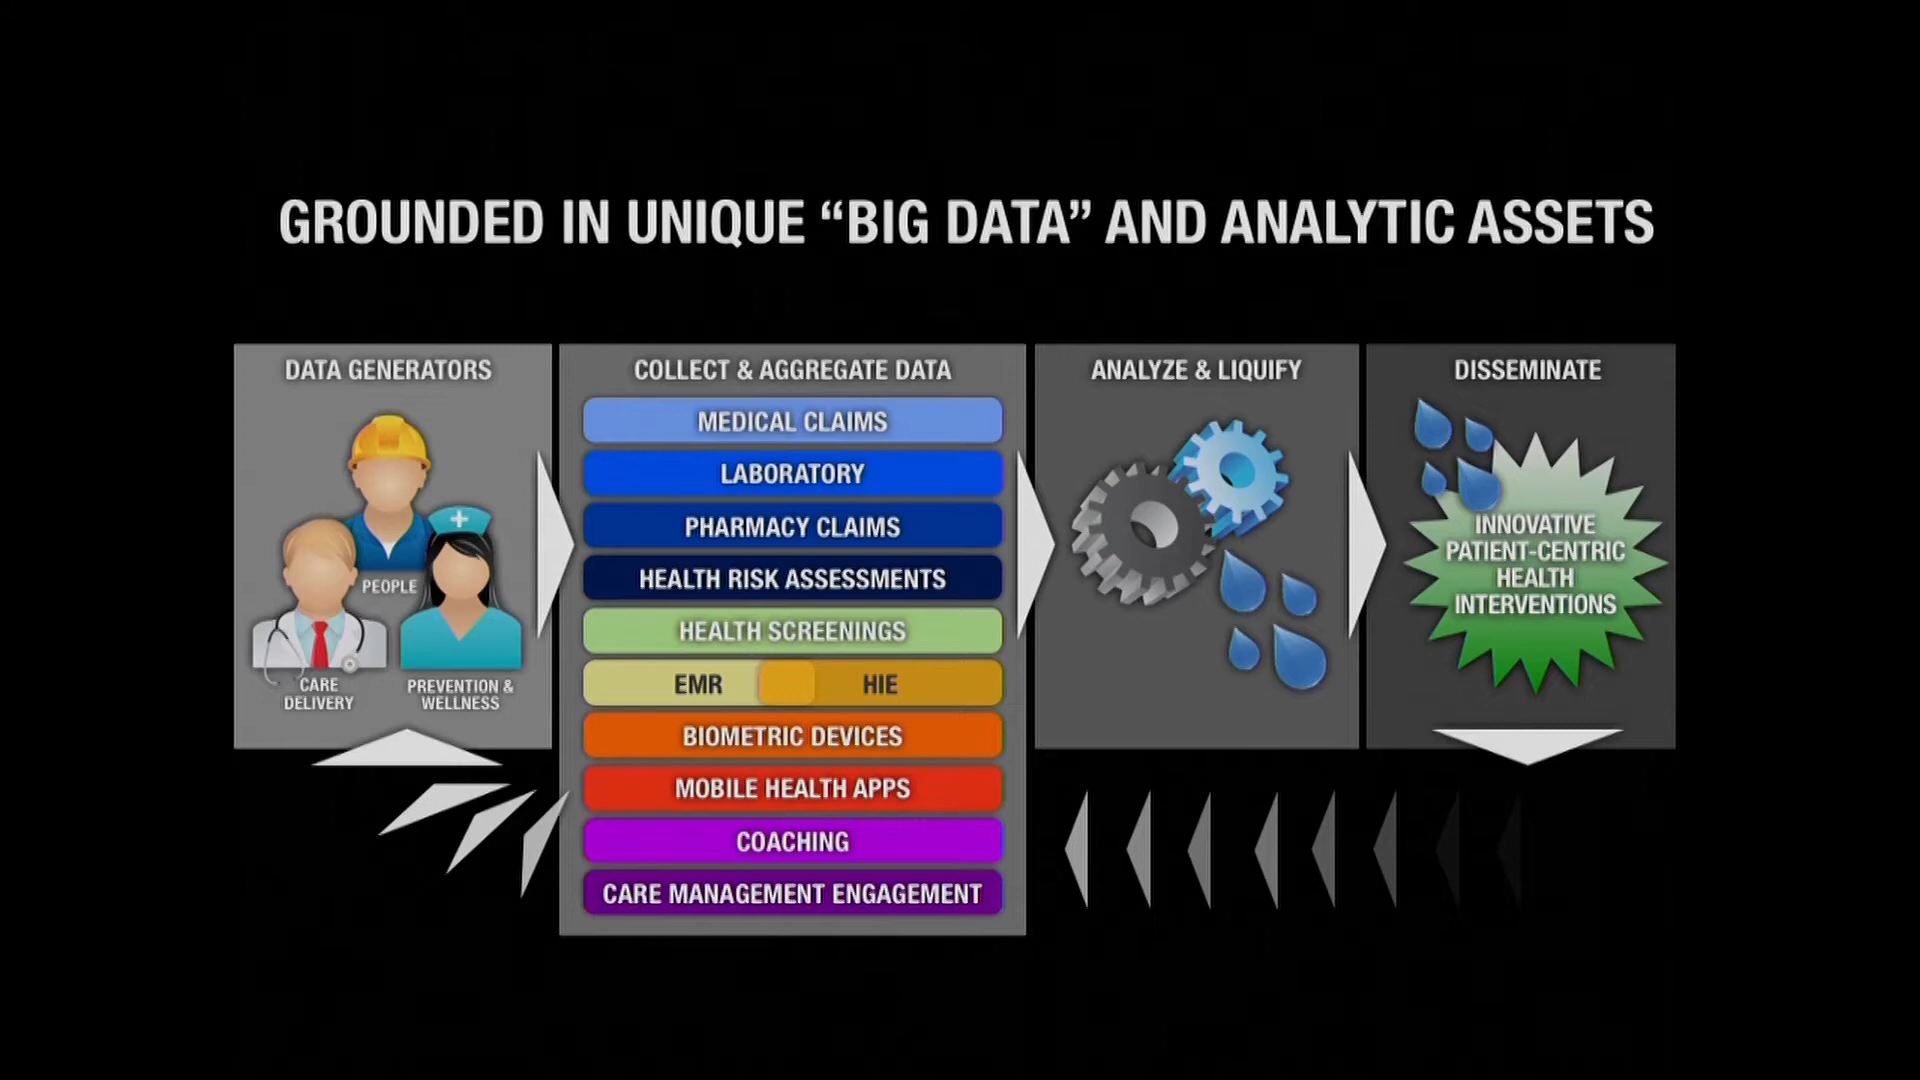 GROUNDED IN UNIQUE “BIG DATA” AND ANALYTIC ASSETS
DATA GENERATORS
PEOPLE
CARE
DELIVERY
PREVENTION &
WELLNESS
COLLECT & AGGREGATE DATA
MEDICAL CLAIMS
LABORATORY
PHARMACY CLAIMS
HEALTH RISK ASSESSMENTS
HEALTH SCREENINGS
EMR HIE
BIOMETRIC DEVICES
MOBILE HEALTH APPS
COACHING
CARE MANAGEMENT ENGAGEMENT
ANALYZE & LIQUIFY
DISSEMINATE
INNOVATIVE
PATIENT-CENTRIC
HEALTH
INTERVENTIONS